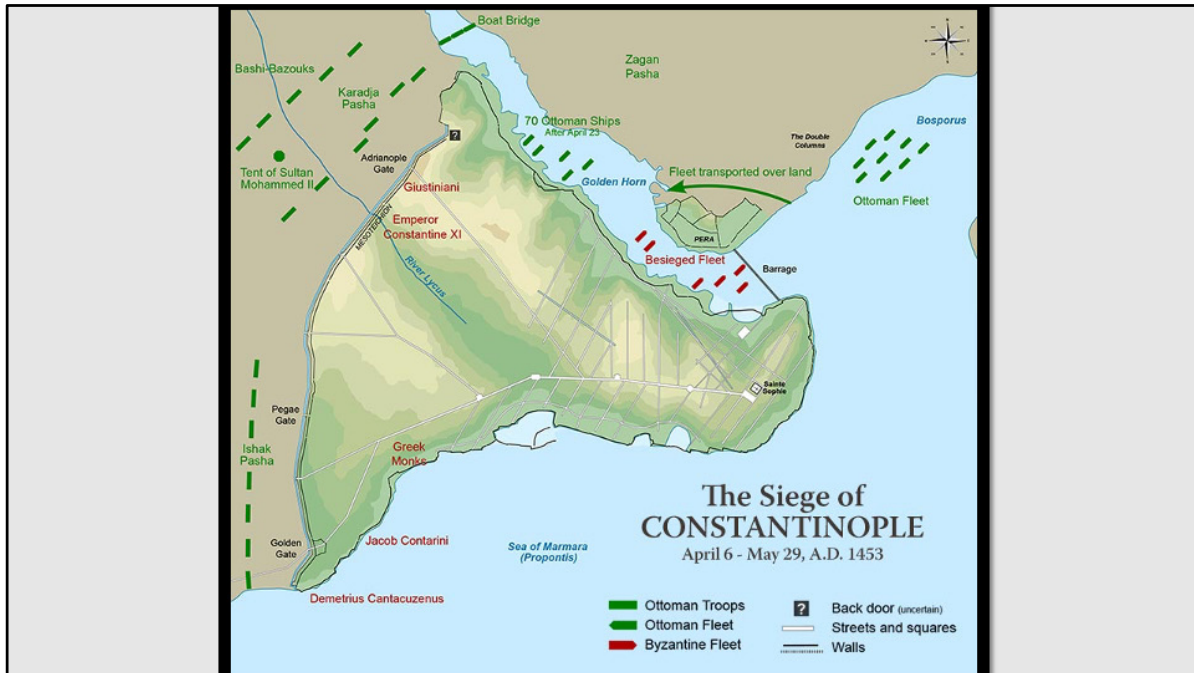 Boat Bridge
Bashi-Bazouks
Zagan
Pasha
Karadja
Pasha
70 Ottoman Ships
After April 23
Bosporus
The Double
Columns
?
Adrianople
Gate
Tent of Sultan
Mohammed II
Fleet transported over land
Golden Horn
Giustiniani
Ottoman Fleet
MESOTEICHION
Emperor
Constantine XI
PERA
Besieged Fleet
Barrage
River Lycus
Sainte
Sophie
Pegae
Gate
Ishak
Pasha
Greek
Monks
The Siege of
CONSTANTINOPLE
April 6 - May 29, A.D. 1453
Golden
Gate
Jacob Contarini
Sea of Marmara
(Propontis)
Demetrius Cantacuzenus
Ottoman Troops
Ottoman Fleet
Byzantine Fleet
? Back door (uncertain)
Streets and squares
Walls